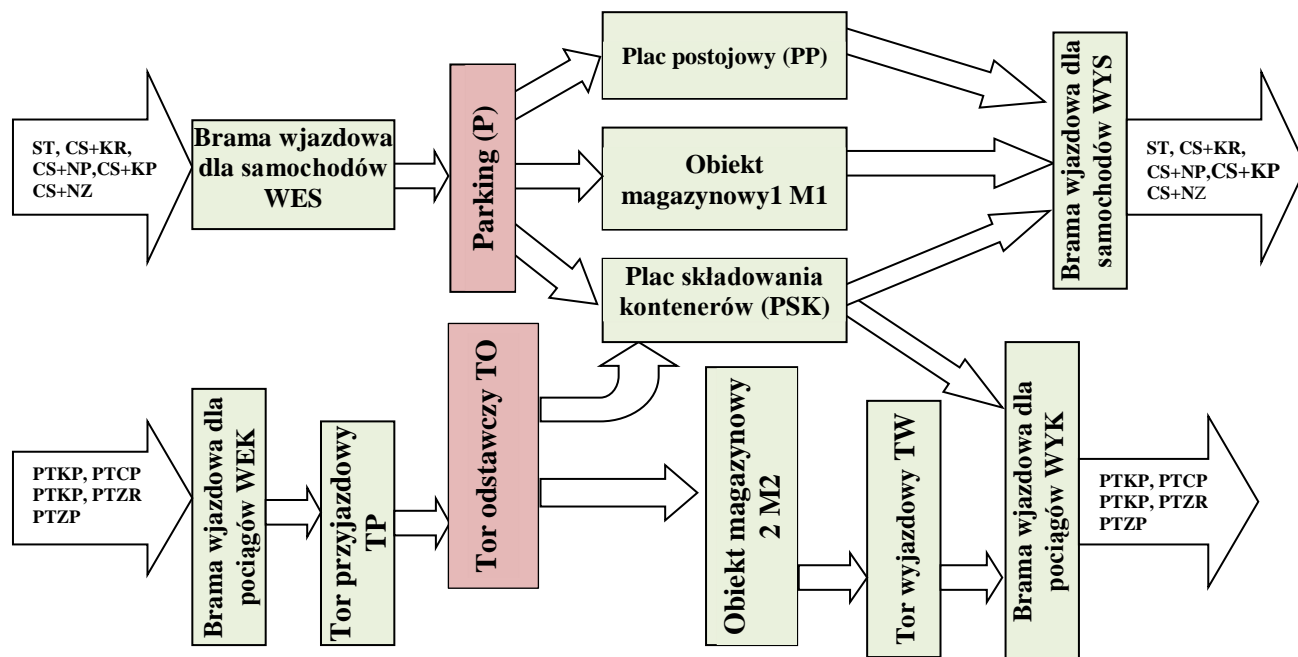 ST, CS+KR,
CS+NP,CS+KP
CS+NZ
Brama wjazdowa
dla samochodów
WES
Parking (P)
Plac postojowy (PP)
Obiekt
magazynowy1 M1
Plac składowania
kontenerów (PSK)
Brama wjazdowa dla
samochodów WYS
ST, CS+KR,
CS+NP,CS+KP
CS+NZ
PTKP, PTCP
PTKP, PTZR
PTZP
Brama wjazdowa dla
pociągów WEK
Tor przyjazdowy
TP
Tor odstawczy TO
Obiekt magazynowy
2 M2
Tor wyjazdowy TW
Brama wjazdowa dla
pociągów WYK
PTKP, PTCP
PTKP, PTZR
PTZP